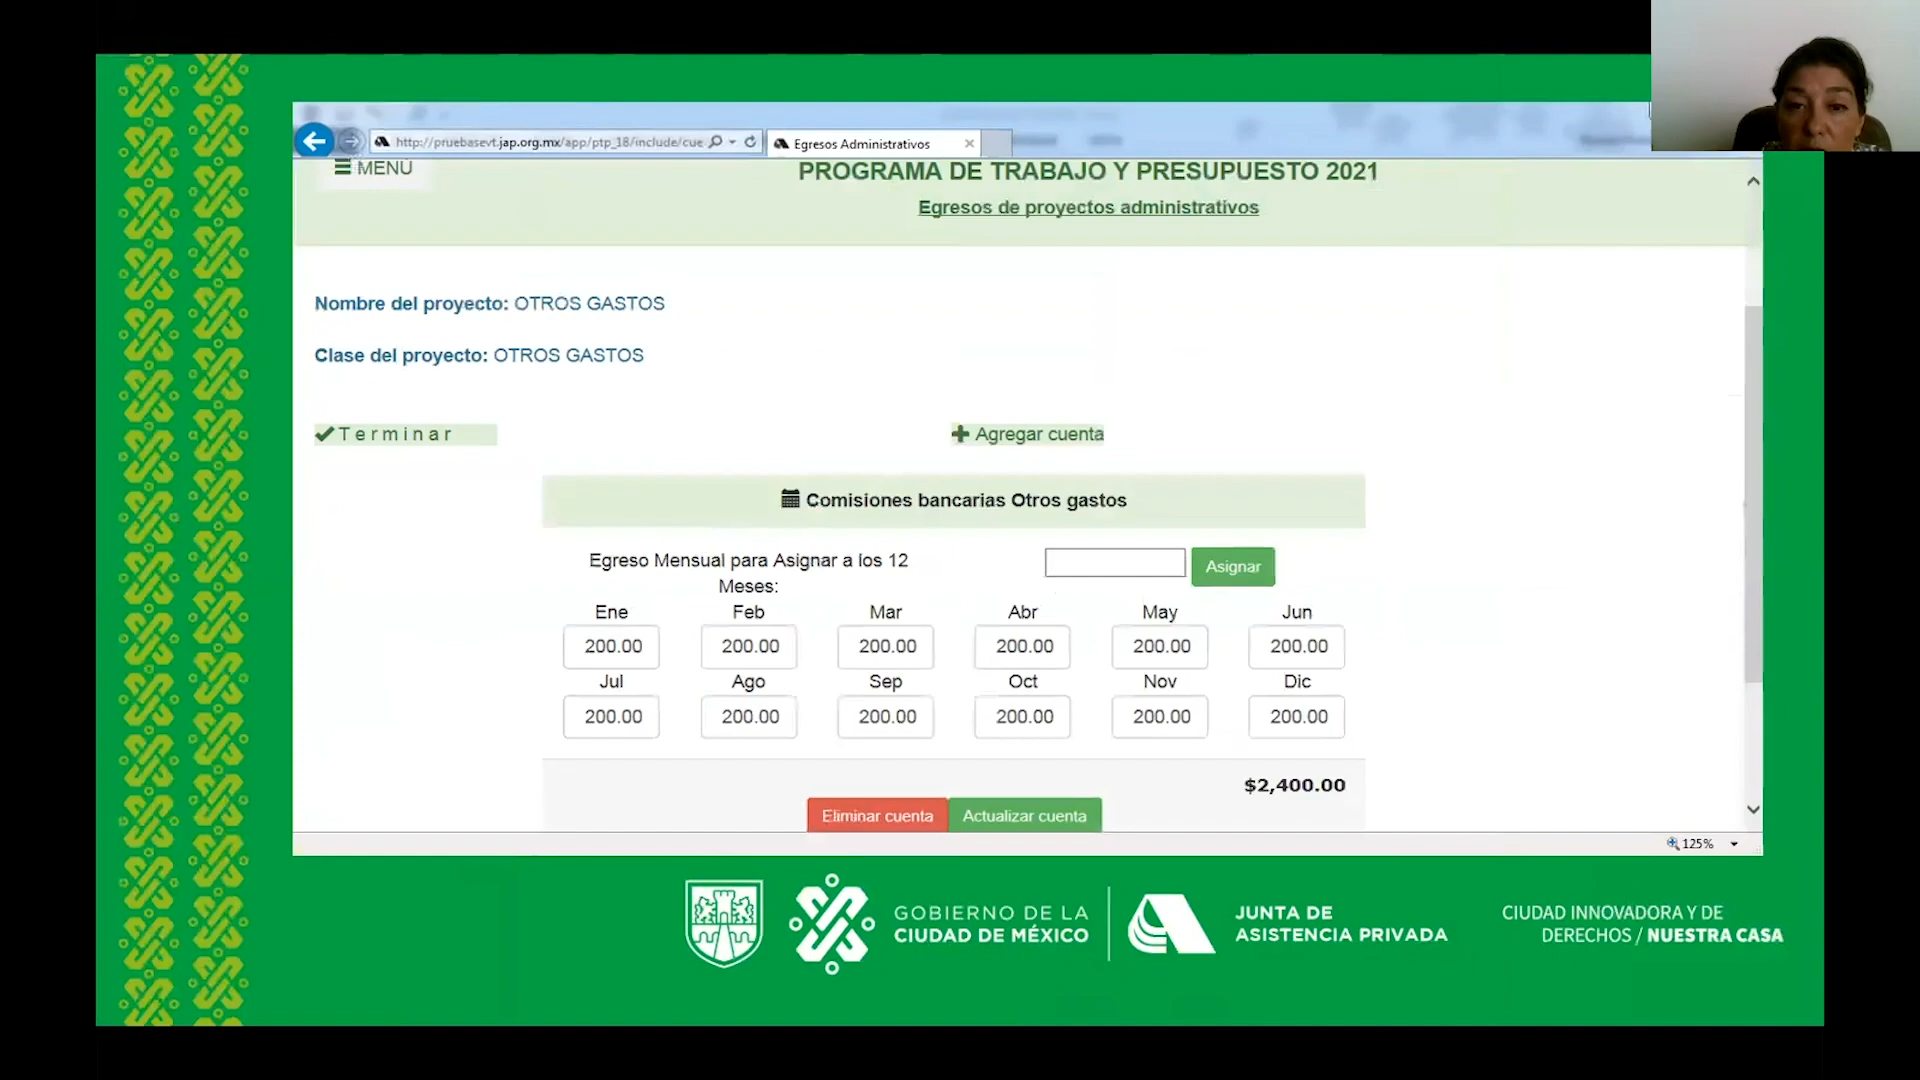 http://pruebasevt.jap.org.mx/app/ptp_18/include/cue
Egresos Administrativos
MENÚ
PROGRAMA DE TRABAJO Y PRESUPUESTO 2021
Egresos de proyectos administrativos
Nombre del proyecto: OTROS GASTOS
Clase del proyecto: OTROS GASTOS
Terminar
Agregar cuenta
Comisiones bancarias Otros gastos
Egreso Mensual para Asignar a los 12
Meses:
Asignar
Ene Feb Mar Abr May Jun
200.00 200.00 200.00 200.00 200.00 200.00
Jul Ago Sep Oct Nov Dic
200.00 200.00 200.00 200.00 200.00 200.00
$2,400.00
Eliminar cuenta Actualizar cuenta
125%
GOBIERNO DE LA
CIUDAD DE MÉXICO
JUNTA DE
ASISTENCIA PRIVADA
CIUDAD INNOVADORA Y DE
DERECHOS / NUESTRA CASA